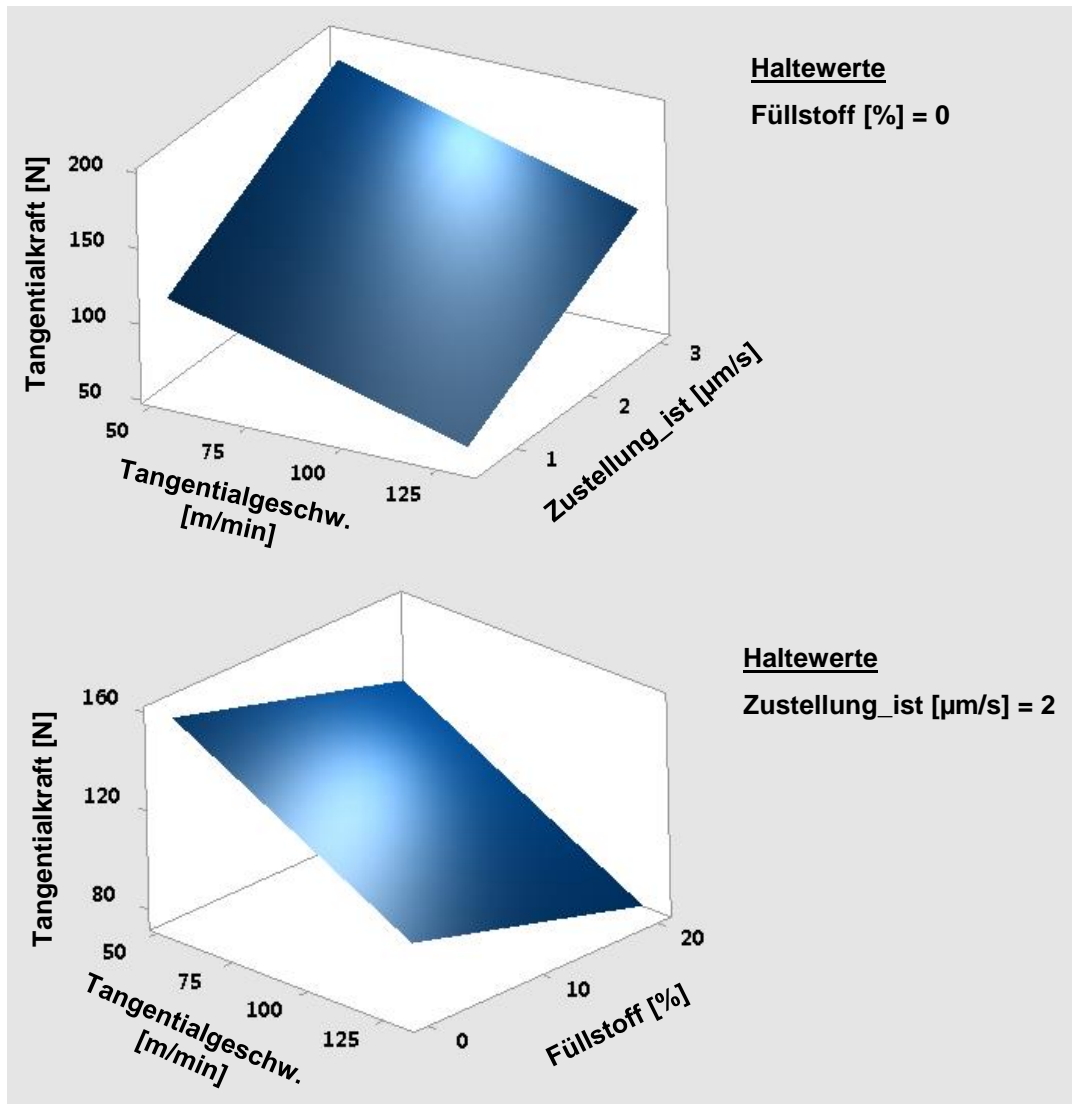 Haltewerte
Füllstoff [%] = 0
Tangentialkraft [N]
200
150
100
50
50
75
100
125
Tangentialgeschw.
[m/min]
1
2
3
Zustellung_ist [µm/s]
Haltewerte
Zustellung_ist [µm/s] = 2
Tangentialkraft [N]
160
120
80
50
75
100
125
Tangentialgeschw.
[m/min]
0
10
20
Füllstoff [%]